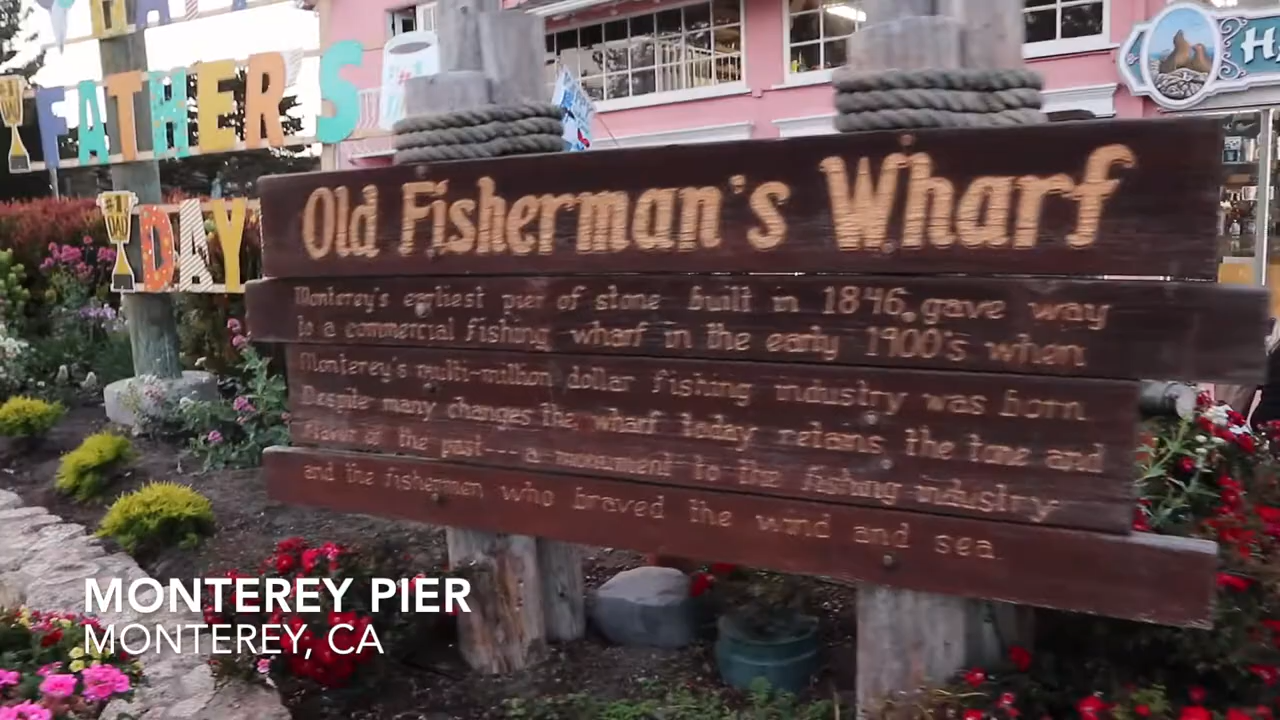 HA
FATHER'S
#1
DAD
DAY
H
Old Fisherman's Wharf
Monterey's earliest pier of stone built in 1846, gave way
to a commercial fishing wharf in the early 1900's when
Monterey's multi-million dollar fishing industry was born.
Despite many changes the wharf today retains the tone and
flavor of the past---a monument to the fishing industry
and the fishermen who braved the wind and sea.
MONTEREY PIER
MONTEREY, CA